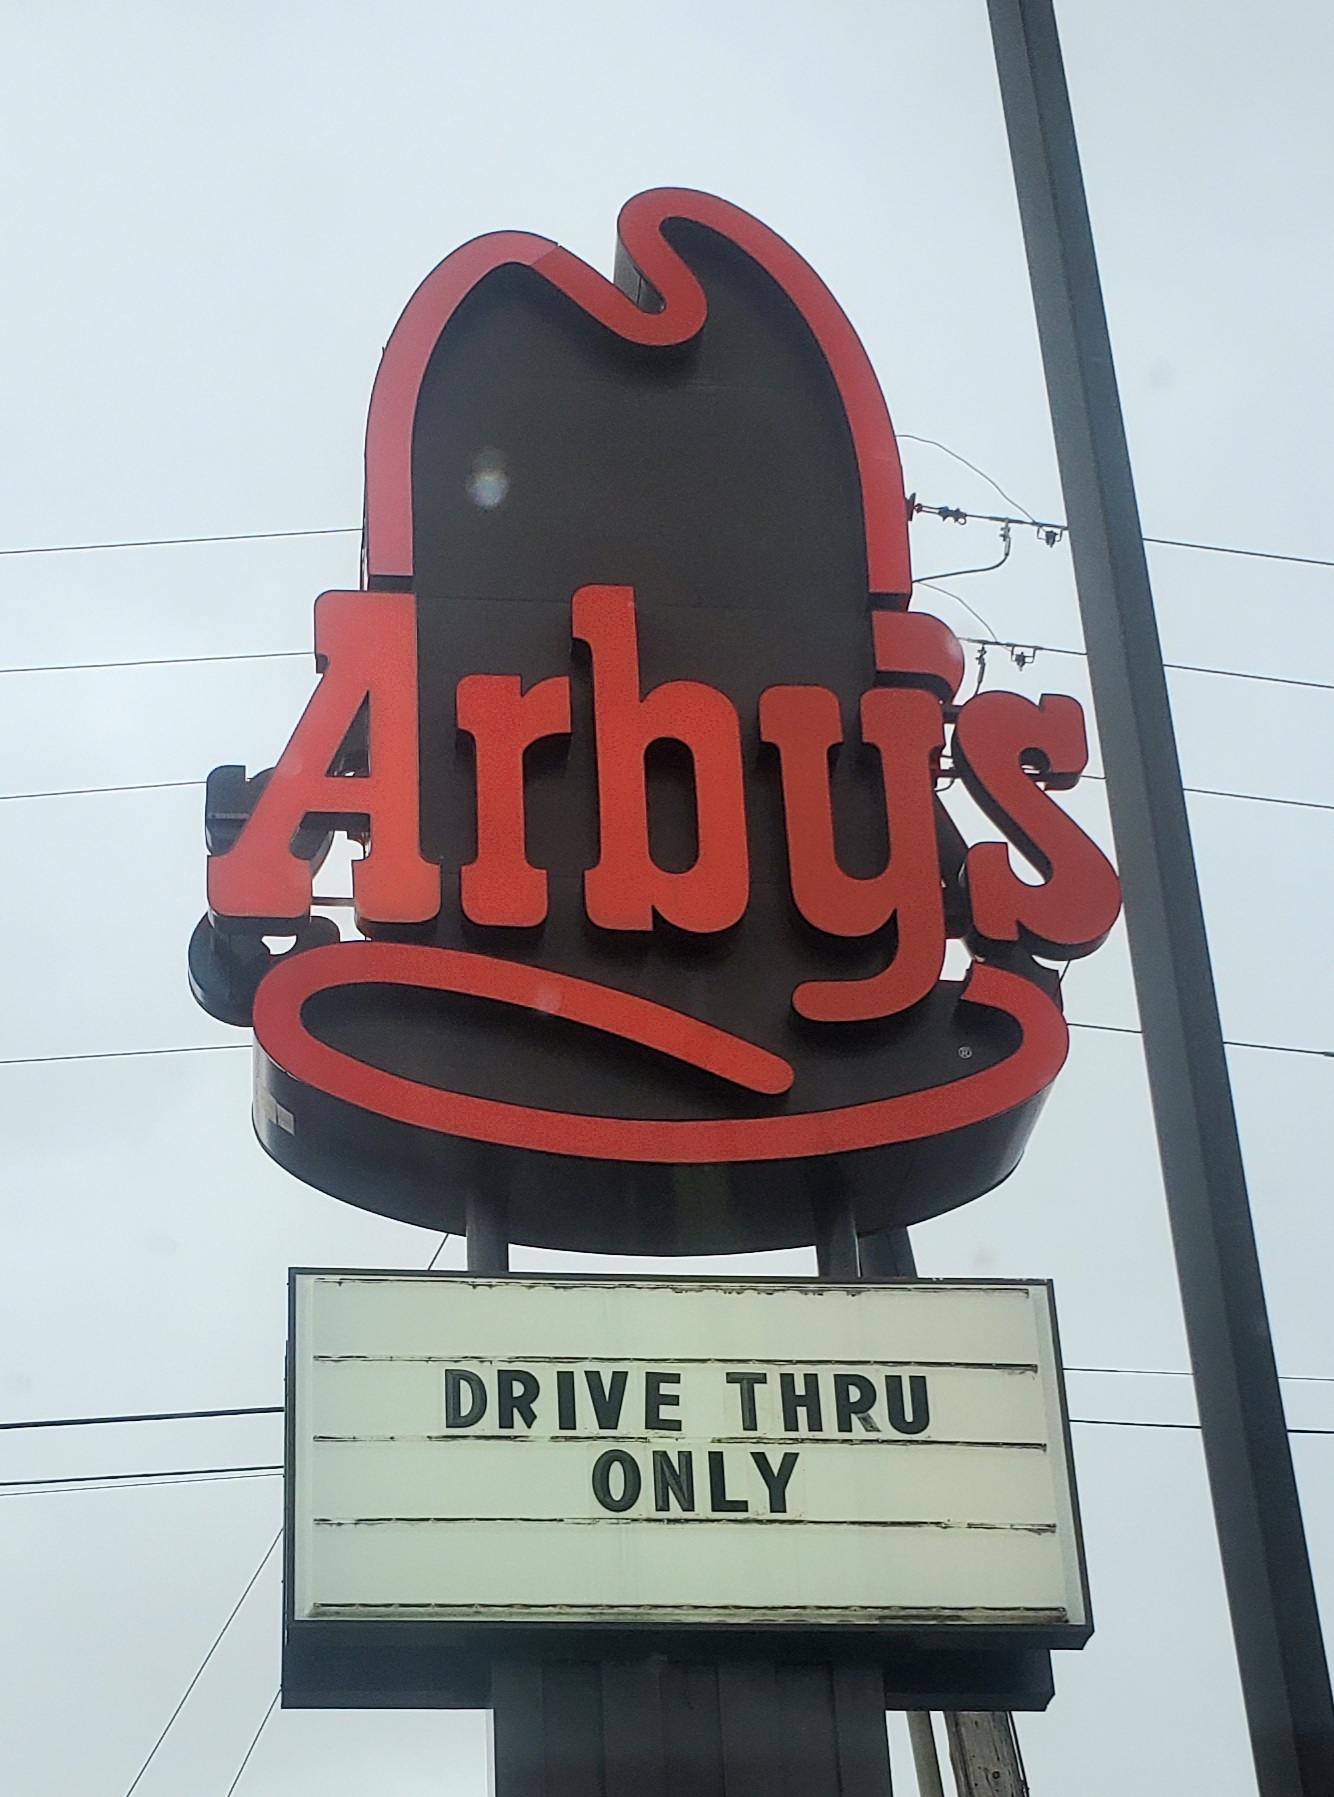 Arby's
®
DRIVE THRU
ONLY